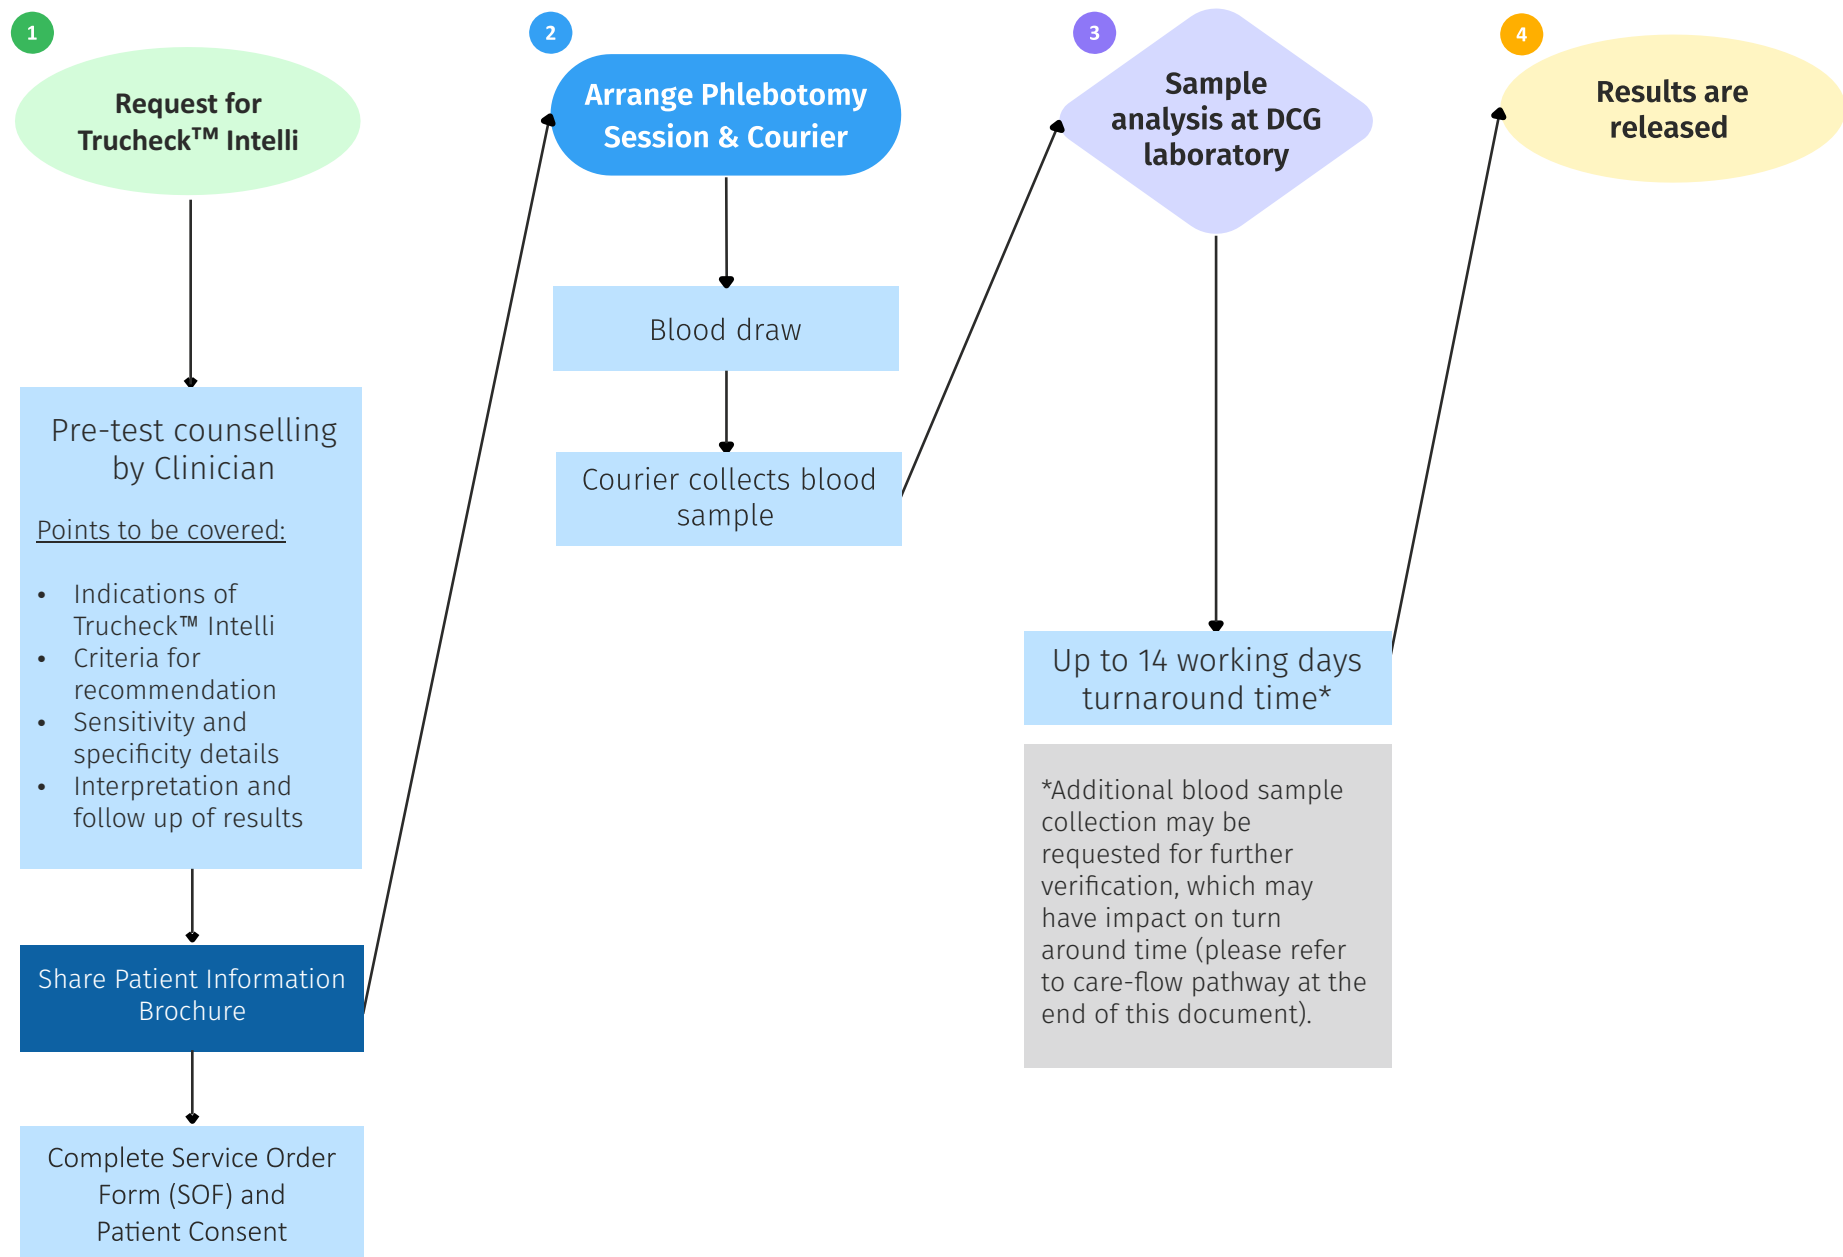 1
Request for
Trucheck™ Intelli
Pre-test counselling
by Clinician
Points to be covered:
• Indications of
Trucheck™ Intelli
• Criteria for
recommendation
• Sensitivity and
specificity details
• Interpretation and
follow up of results
Share Patient Information
Brochure
Complete Service Order
Form (SOF) and
Patient Consent
2
Arrange Phlebotomy
Session & Courier
Blood draw
Courier collects blood
sample
3
Sample
analysis at DCG
laboratory
Up to 14 working days
turnaround time*
*Additional blood sample
collection may be
requested for further
verification, which may
have impact on turn
around time (please refer
to care-flow pathway at the
end of this document).
4
Results are
released